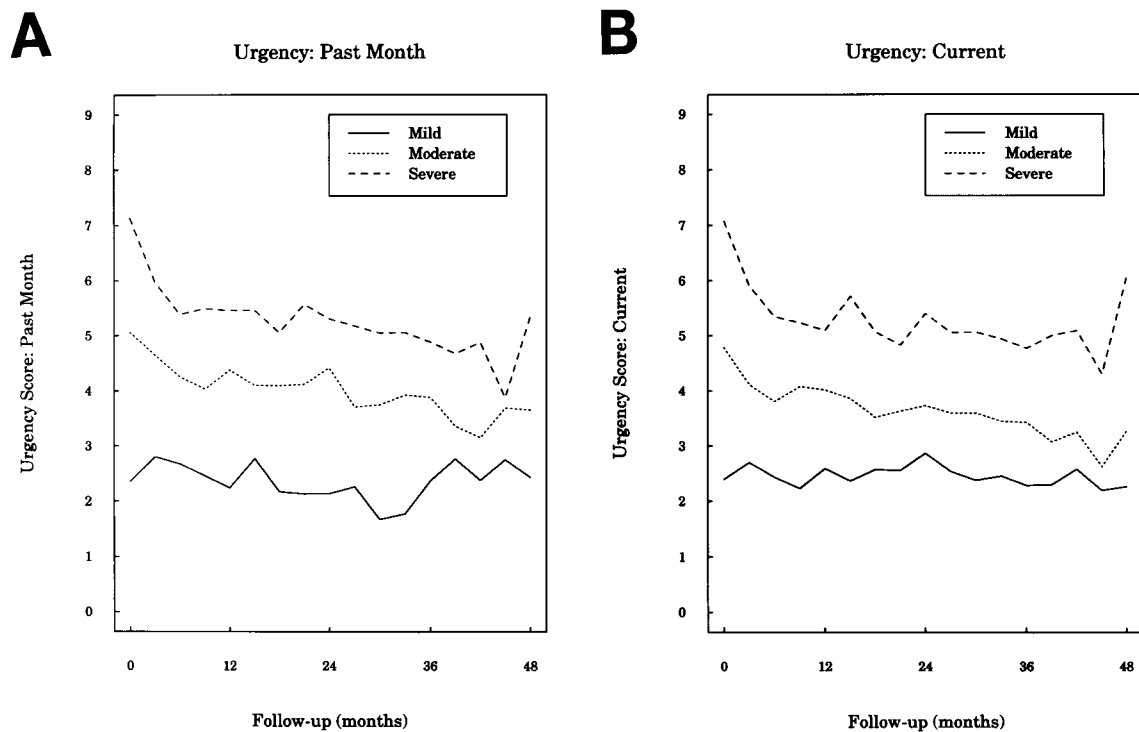 A
Urgency: Past Month
Mild
Moderate
Severe
9
8
7
6
5
4
3
2
1
0
Urgency Score: Past Month
0 12 24 36 48
Follow-up (months)
B
Urgency: Current
Mild
Moderate
Severe
9
8
7
6
5
4
3
2
1
0
Urgency Score: Current
0 12 24 36 48
Follow-up (months)